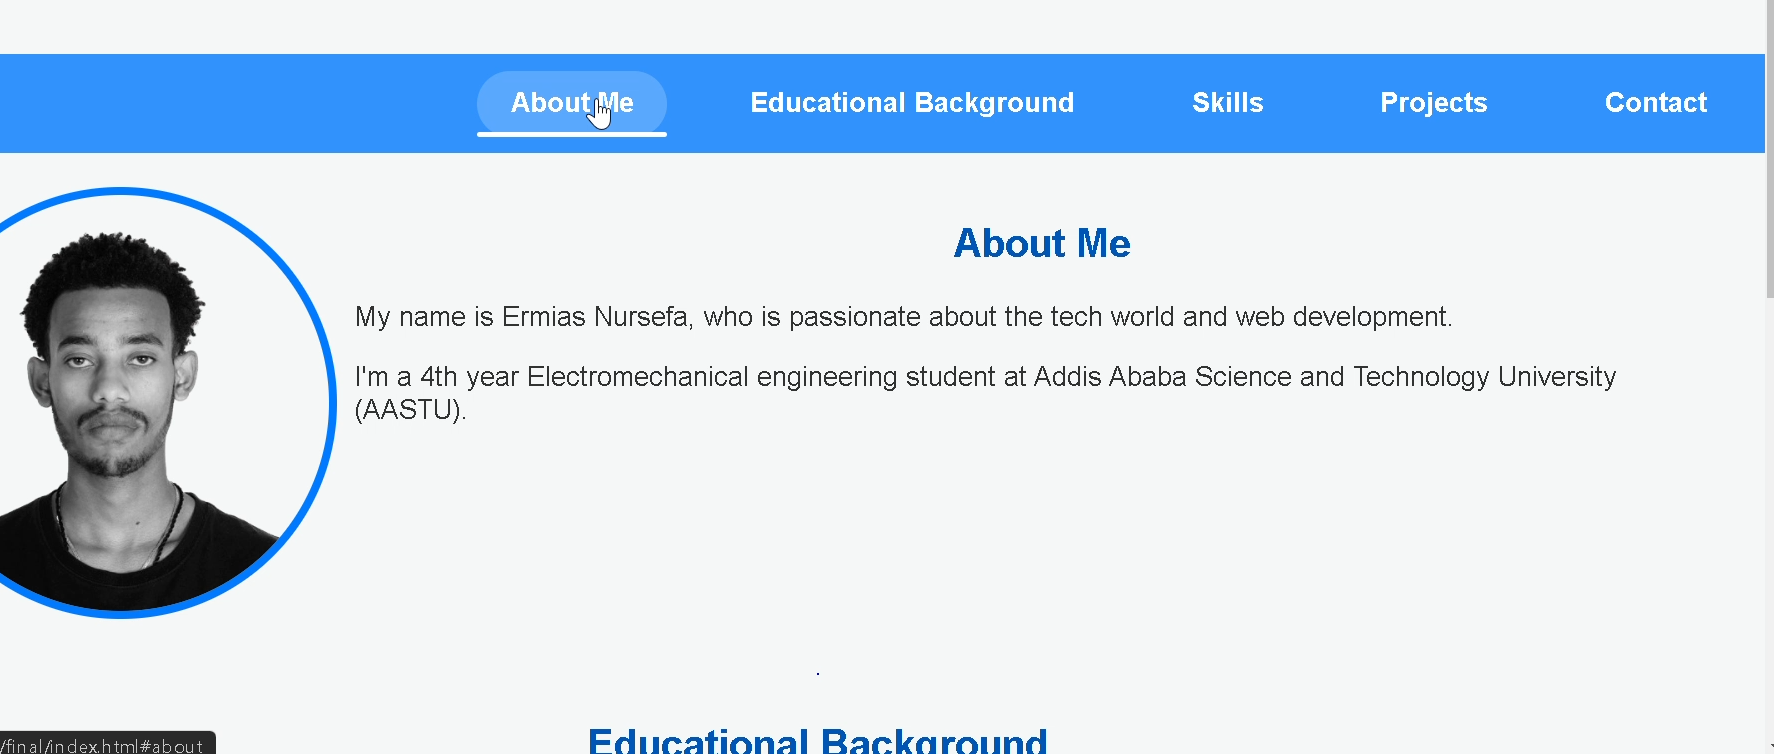 About Me Educational Background Skills Projects Contact
About Me
My name is Ermias Nursefa, who is passionate about the tech world and web development.
I'm a 4th year Electromechanical engineering student at Addis Ababa Science and Technology University
(AASTU).
Educational Background
/final/index.html#about